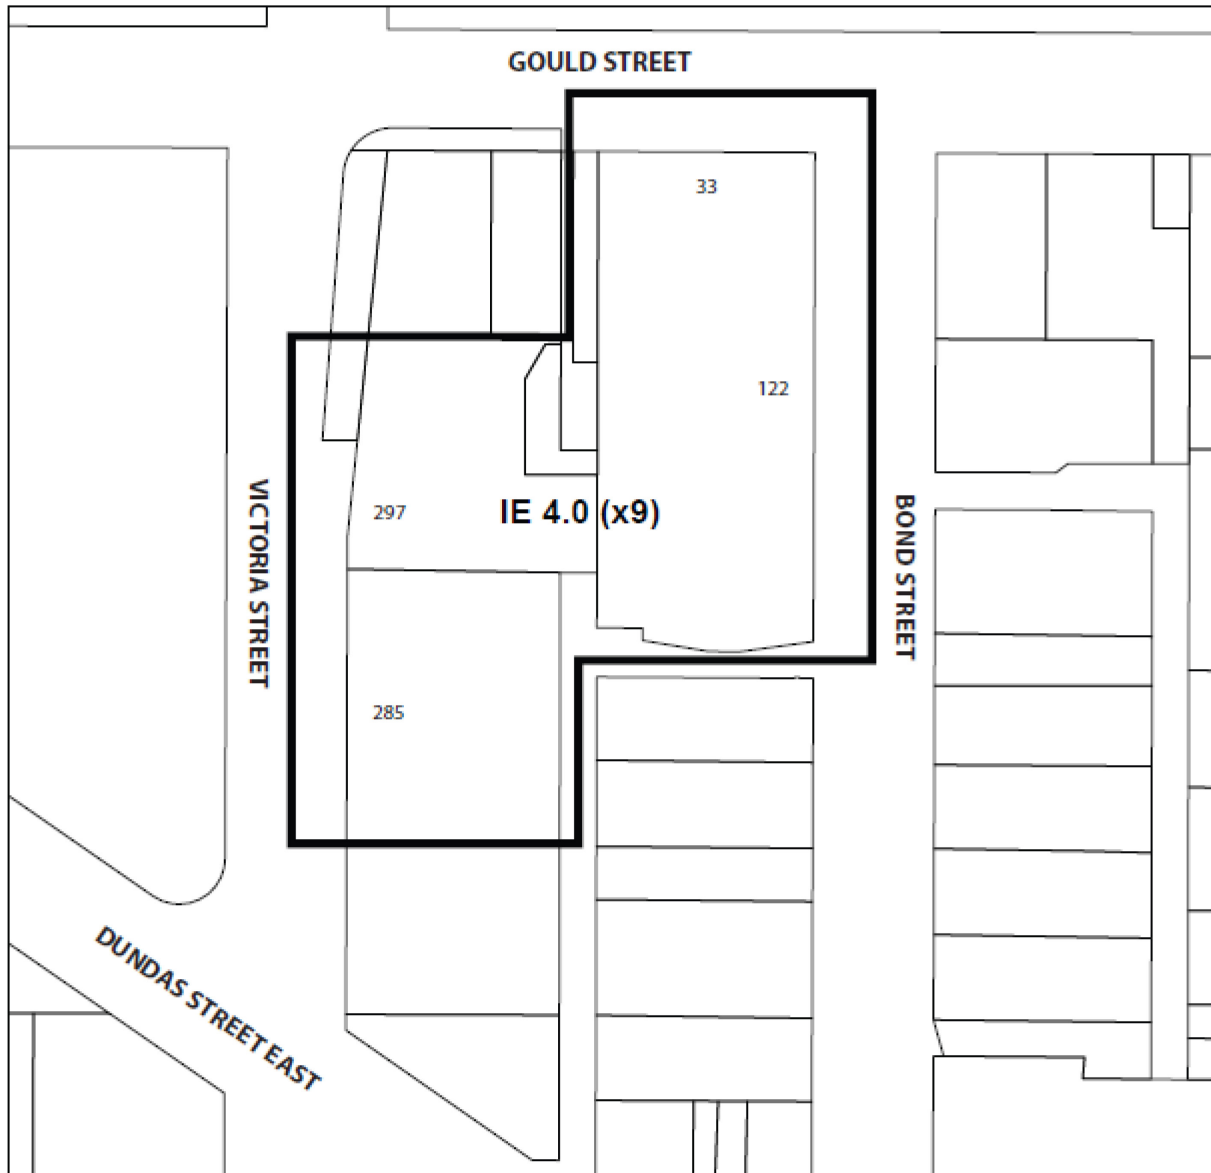 GOULD STREET
33
122
VICTORIA STREET
297
IE 4.0 (x9)
BOND STREET
285
DUNDAS STREET EAST